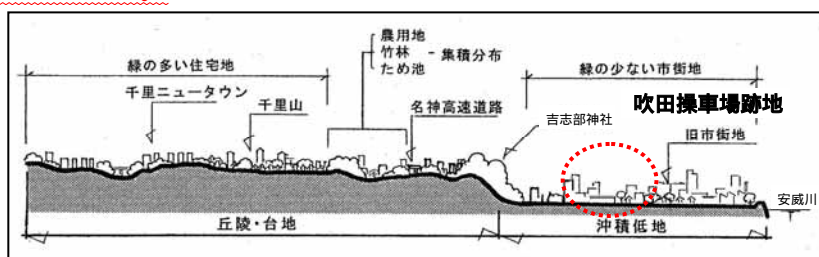 農用地
竹林 - 集積分布
ため池
緑の多い住宅地
緑の少ない市街地
千里ニュータウン
千里山
名神高速道路
吹田操車場跡地
吉志部神社
旧市街地
安威川
丘陵・台地
沖積低地